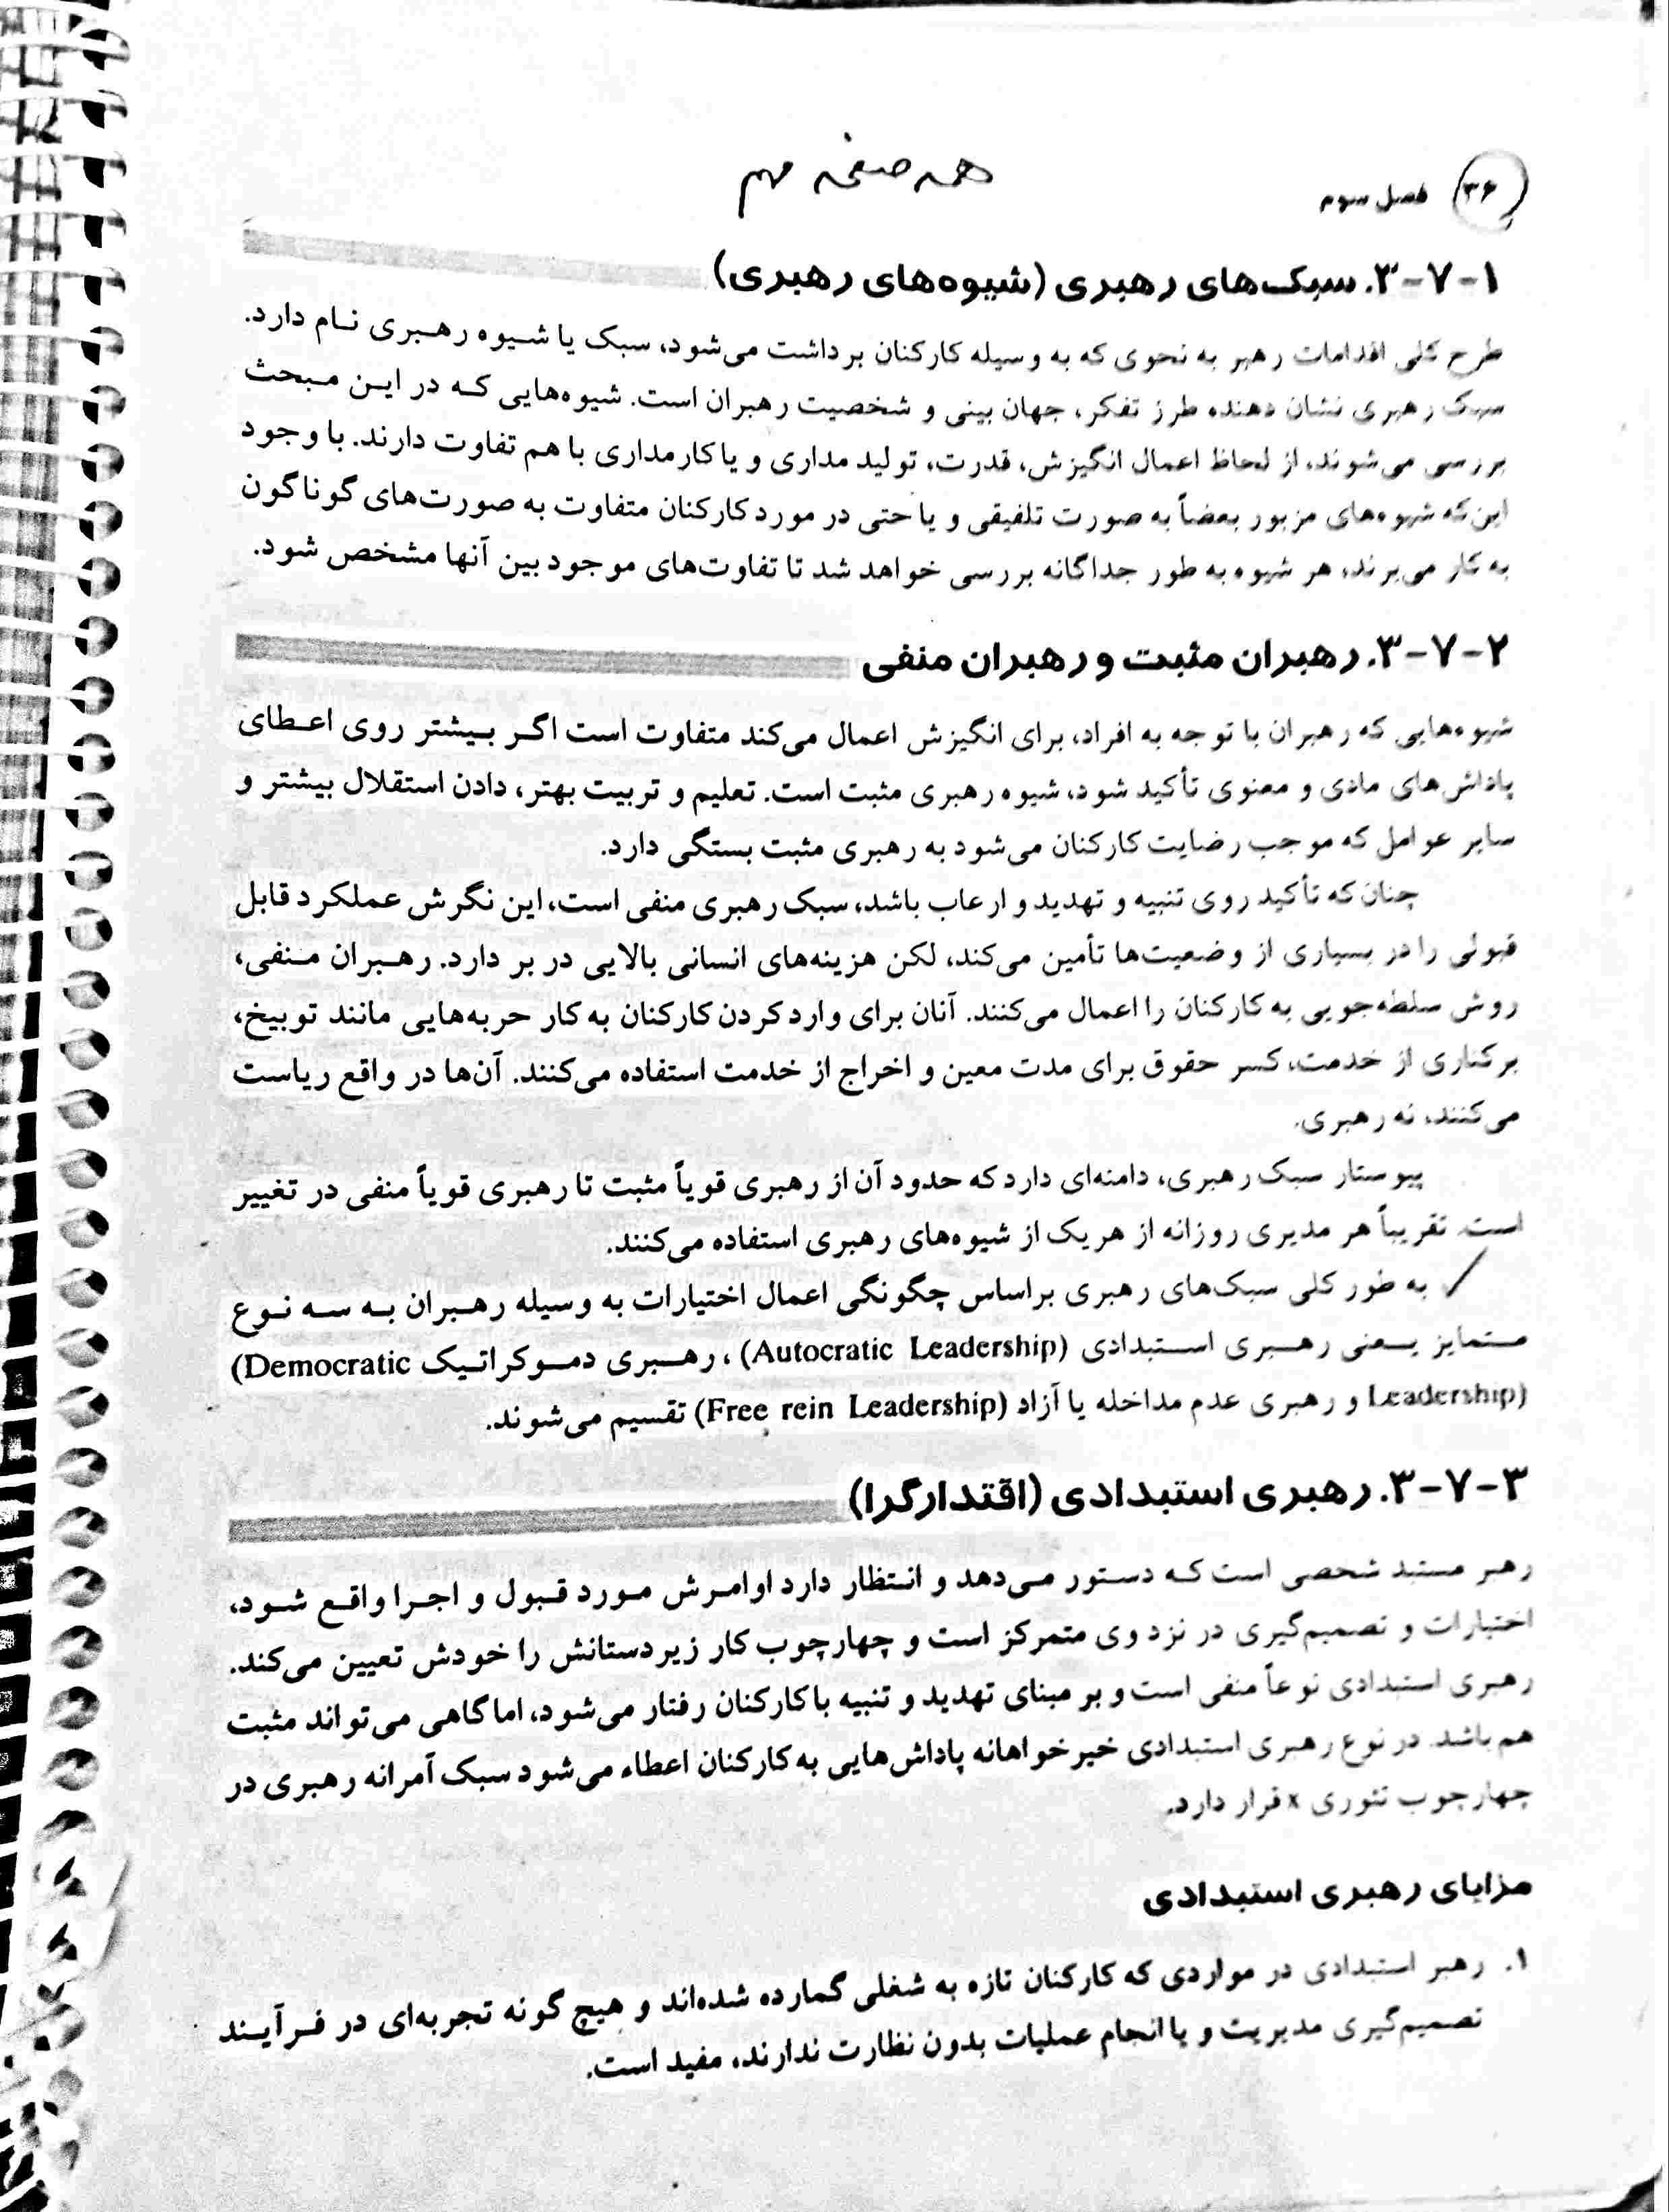 همه صفحه مهم
۳۶ فصل سوم
۳-۷-۱. سبک‌های رهبری (شیوه‌های رهبری)
طرح کلی اقدامات رهبر به نحوی که به وسیله کارکنان برداشت می‌شود، سبک یا شیوه رهبری نام دارد.
سبک رهبری نشان دهنده طرز تفکر، جهان بینی و شخصیت رهبران است. شیوه‌هایی که در این مبحث
بررسی می‌شوند، از لحاظ اعمال انگیزش، قدرت، تولید مداری و یا کارمداری با هم تفاوت دارند. با وجود
این‌که شیوه‌های مزبور بعضاً به صورت تلفیقی و یا حتی در مورد کارکنان متفاوت به صورت‌های گوناگون
به کار می‌برند، هر شیوه به طور جداگانه بررسی خواهد شد تا تفاوت‌های موجود بین آنها مشخص شود.
۳-۷-۲. رهبران مثبت و رهبران منفی
شیوه‌هایی که رهبران با توجه به افراد، برای انگیزش اعمال می‌کند متفاوت است اگر بیشتر روی اعطای
پاداش‌های مادی و معنوی تأکید شود، شیوه رهبری مثبت است. تعلیم و تربیت بهتر، دادن استقلال بیشتر و
سایر عوامل که موجب رضایت کارکنان می‌شود به رهبری مثبت بستگی دارد.
چنان‌که تأکید روی تنبیه و تهدید و ارعاب باشد، سبک رهبری منفی است، این نگرش عملکرد قابل
قبولی را در بسیاری از وضعیت‌ها تأمین می‌کند، لکن هزینه‌های انسانی بالایی در بر دارد. رهبران منفی،
روش سلطه‌جویی به کارکنان را اعمال می‌کنند. آنان برای وارد کردن کارکنان به کار حربه‌هایی مانند توبیخ،
برکناری از خدمت، کسر حقوق برای مدت معین و اخراج از خدمت استفاده می‌کنند. آن‌ها در واقع ریاست
می‌کنند، نه رهبری.
پیوستار سبک رهبری، دامنه‌ای دارد که حدود آن از رهبری قویاً مثبت تا رهبری قویاً منفی در تغییر
است. تقریباً هر مدیری روزانه از هر یک از شیوه‌های رهبری استفاده می‌کنند.
✓ به طور کلی سبک‌های رهبری براساس چگونگی اعمال اختیارات به وسیله رهبران به سه نوع
متمایز یعنی رهبری استبدادی (Autocratic Leadership) ، رهبری دموکراتیک (Democratic
Leadership) و رهبری عدم مداخله یا آزاد (Free rein Leadership) تقسیم می‌شوند.
۳-۷-۳. رهبری استبدادی (اقتدارگرا)
رهبر مستبد شخصی است که دستور می‌دهد و انتظار دارد اوامرش مورد قبول و اجرا واقع شود،
اختیارات و تصمیم‌گیری در نزد وی متمرکز است و چهارچوب کار زیردستانش را خودش تعیین می‌کند.
رهبری استبدادی نوعاً منفی است و بر مبنای تهدید و تنبیه با کارکنان رفتار می‌شود، اما گاهی می‌تواند مثبت
هم باشد. در نوع رهبری استبدادی خیرخواهانه پاداش‌هایی به کارکنان اعطاء می‌شود سبک آمرانه رهبری در
چهارچوب تئوری x قرار دارد.
مزایای رهبری استبدادی
۱. رهبر استبدادی در مواردی که کارکنان تازه به شغلی گمارده شده‌اند و هیچ گونه تجربه‌ای در فرآیند
تصمیم‌گیری مدیریت و یا انجام عملیات بدون نظارت ندارند، مفید است.